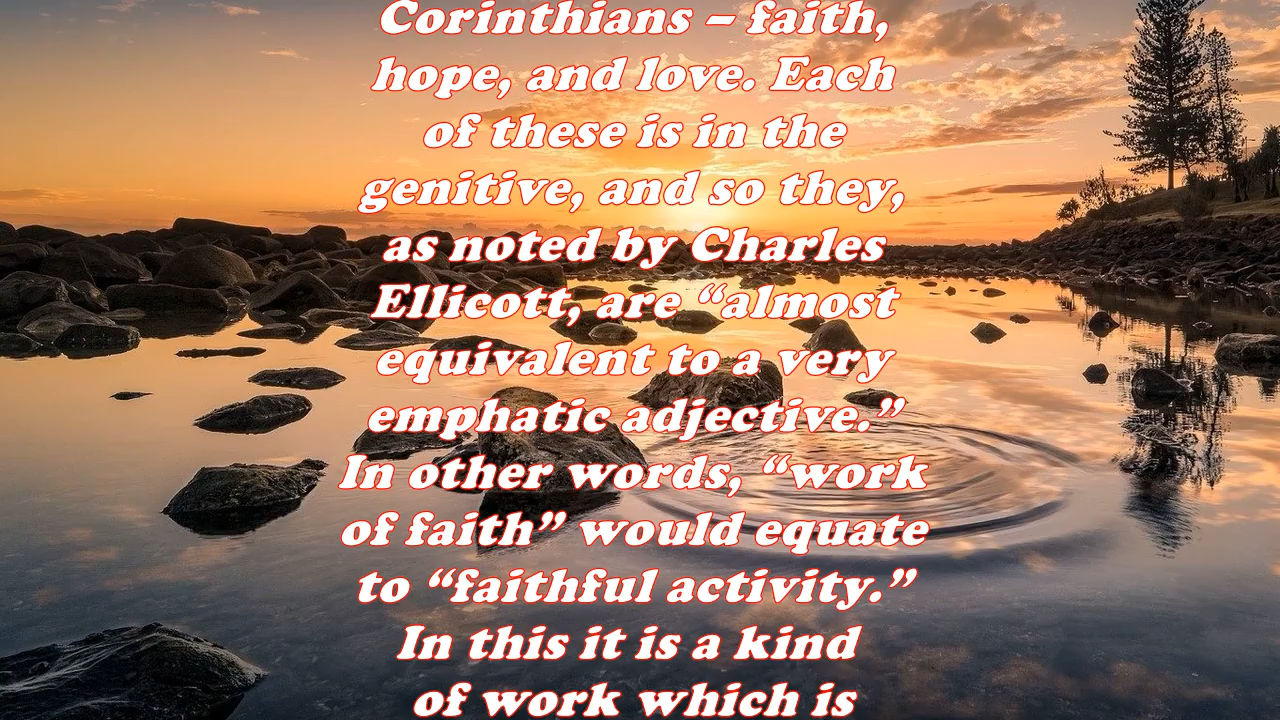 Corinthians – faith,
hope, and love. Each
of these is in the
genitive, and so they,
as noted by Charles
Ellicott, are “almost
equivalent to a very
emphatic adjective.”
In other words, “work
of faith” would equate
to “faithful activity.”
In this it is a kind
of work which is